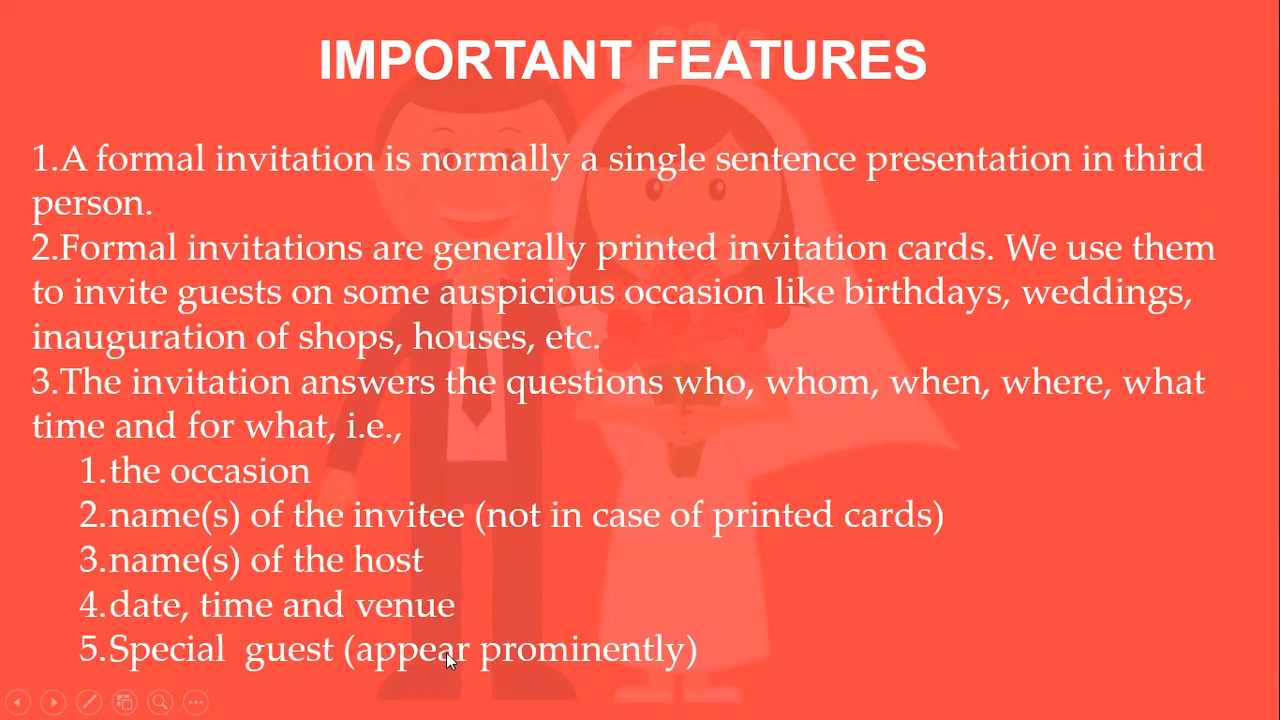 IMPORTANT FEATURES
1.A formal invitation is normally a single sentence presentation in third
person.
2.Formal invitations are generally printed invitation cards. We use them
to invite guests on some auspicious occasion like birthdays, weddings,
inauguration of shops, houses, etc.
3.The invitation answers the questions who, whom, when, where, what
time and for what, i.e.,
1.the occasion
2.name(s) of the invitee (not in case of printed cards)
3.name(s) of the host
4.date, time and venue
5.Special  guest (appear prominently)